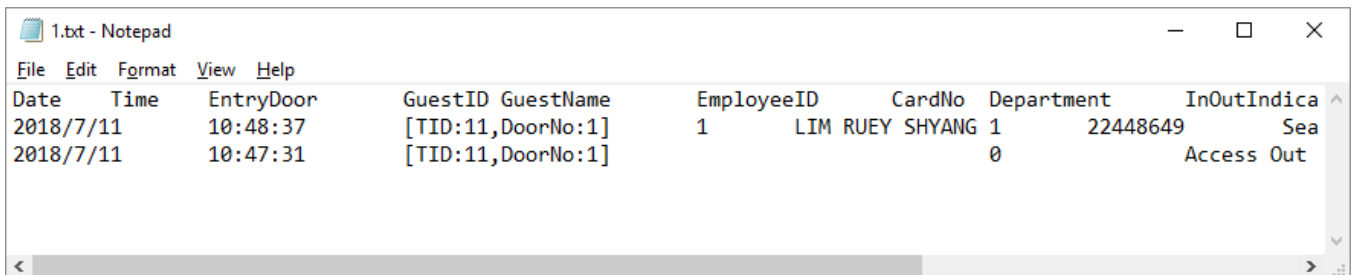 1.txt - Notepad
File Edit Format View Help
Date Time EntryDoor GuestID GuestName EmployeeID CardNo Department InOutIndica
2018/7/11 10:48:37 [TID:11,DoorNo:1] 1 LIM RUEY SHYANG 1 22448649 Sea
2018/7/11 10:47:31 [TID:11,DoorNo:1] 0 Access Out